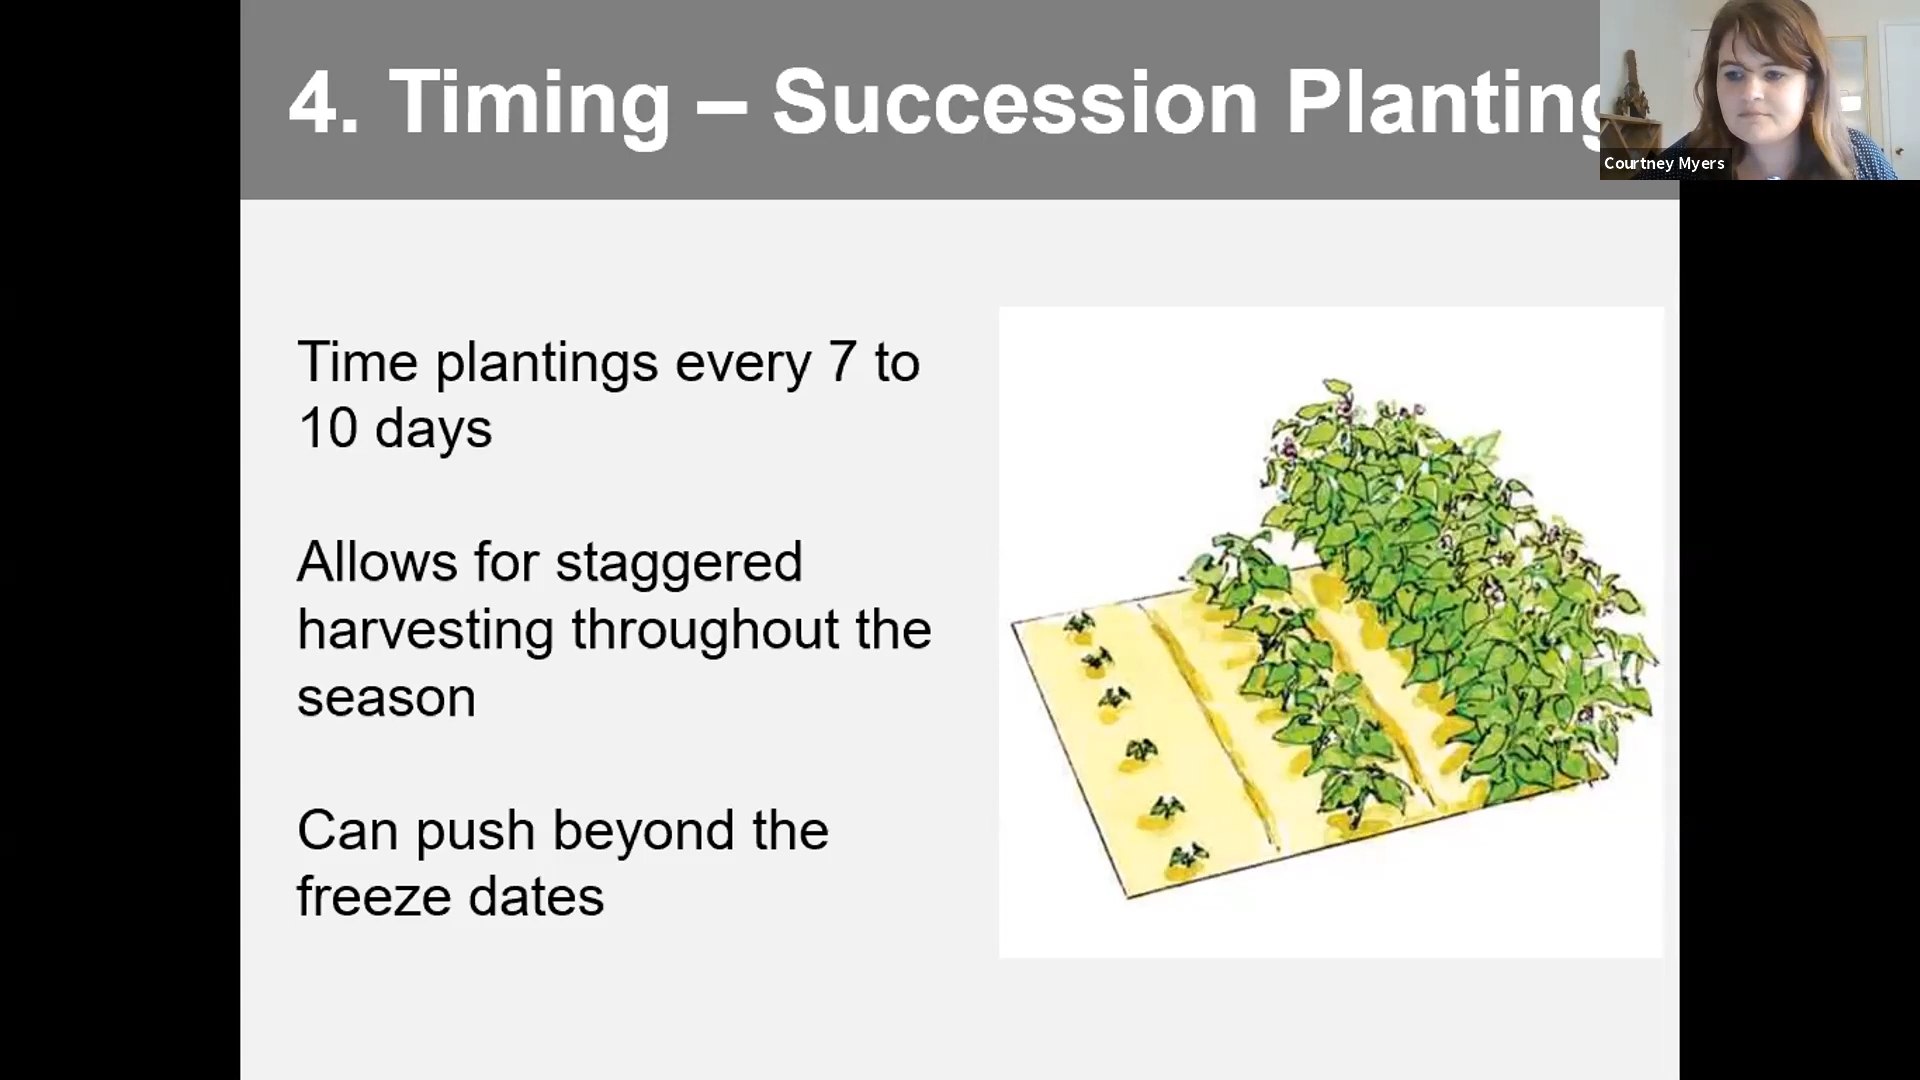 4. Timing – Succession Planting
Courtney Myers
Time plantings every 7 to
10 days
Allows for staggered
harvesting throughout the
season
Can push beyond the
freeze dates